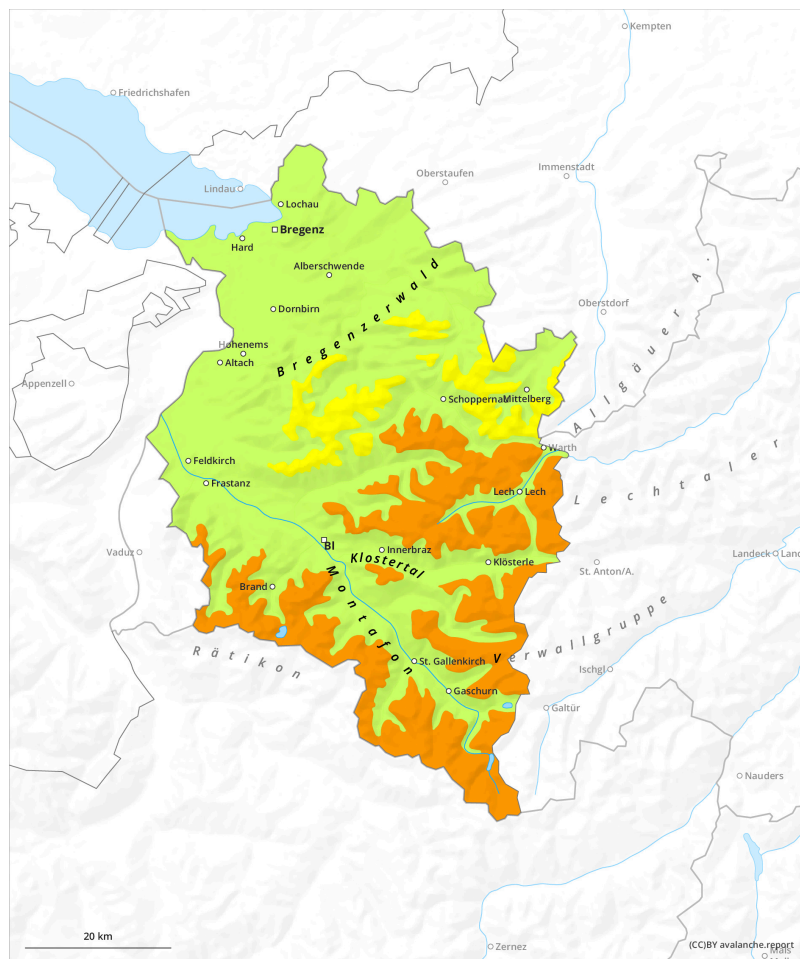 Kempten
Friedrichshafen
Immenstadt
Oberstaufen
Lindau
Lochau
Bregenz
Hard
Alberschwende
Bregenzerwald
Oberstdorf
Dornbirn
Hohenems
Altach
Allgäuer A.
Appenzell
Mittelberg
Schoppernau
Warth
Feldkirch
Frastanz
Lech
Lech
Lechtaler
Vaduz
Bl
Innerbraz
Klostertal
Klösterle
Landeck
Land
St. Anton/A.
Brand
Montafon
Verwallgruppe
Rätikon
St. Gallenkirch
Ischgl
Gaschurn
Galtür
Nauders
20 km
Zernez
(CC)BY avalanche.report
Mals